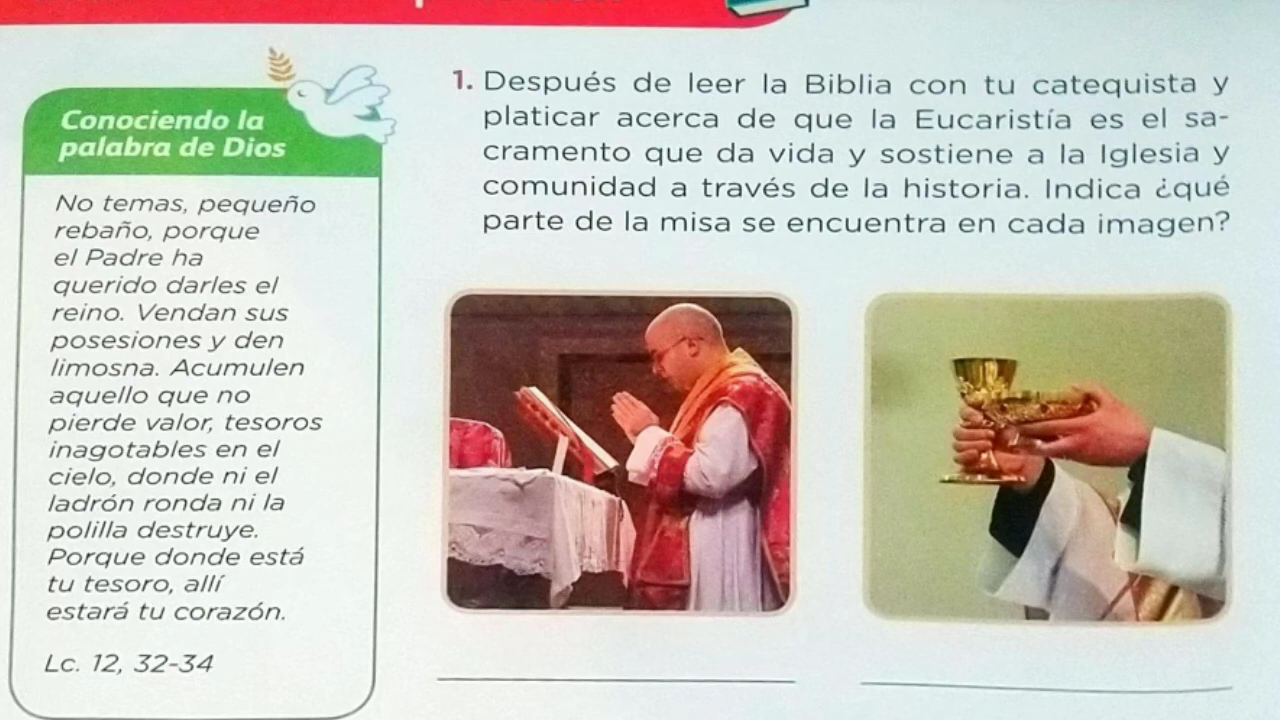 Conociendo la
palabra de Dios
No temas, pequeño
rebaño, porque
el Padre ha
querido darles el
reino. Vendan sus
posesiones y den
limosna. Acumulen
aquello que no
pierde valor, tesoros
inagotables en el
cielo, donde ni el
ladrón ronda ni la
polilla destruye.
Porque donde está
tu tesoro, allí
estará tu corazón.
Lc. 12, 32-34
1. Después de leer la Biblia con tu catequista y
platicar acerca de que la Eucaristía es el sa-
cramento que da vida y sostiene a la Iglesia y
comunidad a través de la historia. Indica ¿qué
parte de la misa se encuentra en cada imagen?